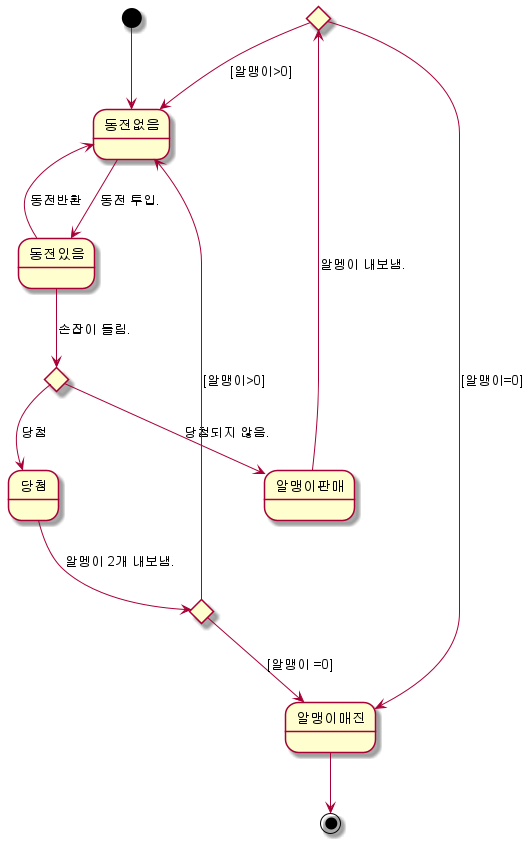 [알맹이>0]
동전없음
동전반환
동전 투입.
동전있음
알멩이 내보냄.
손잡이 돌림.
[알맹이>0]
[알맹이=0]
당첨
당첨되지 않음.
당첨
알맹이판매
알멩이 2개 내보냄.
[알맹이 =0]
알맹이매진